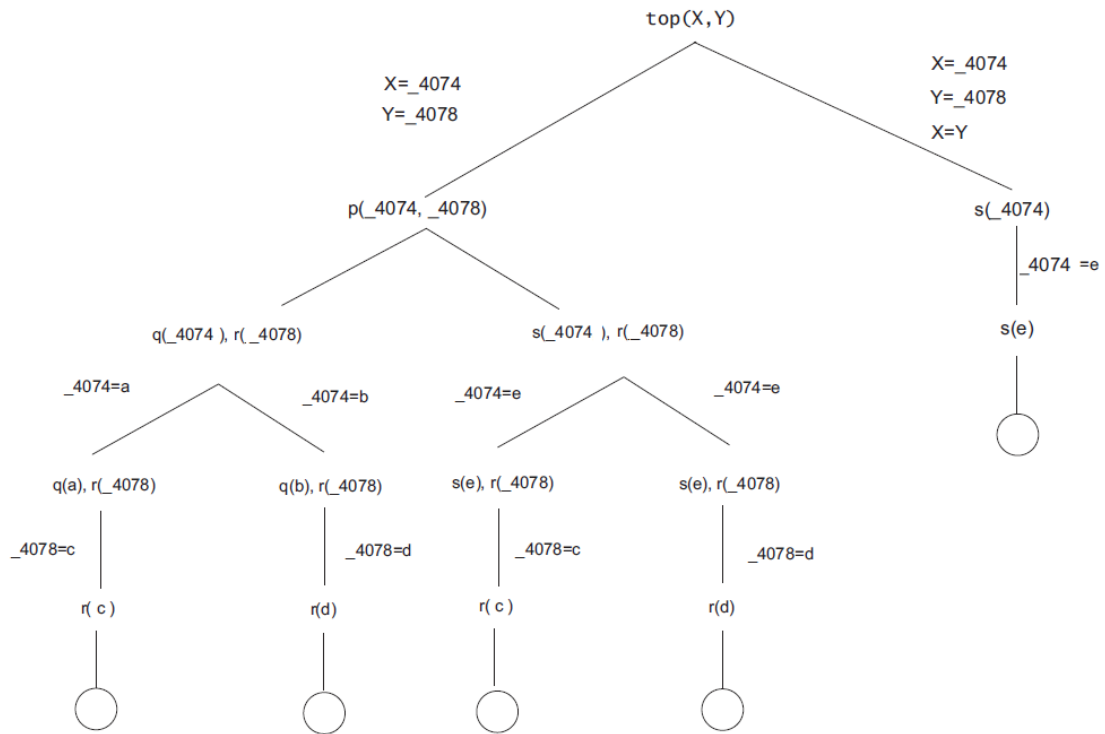 top(X,Y)
X=_4074
Y=_4078
X=_4074
Y=_4078
X=Y
p(_4074, _4078)
s(_4074)
_4074 =e
q(_4074 ), r( _4078)
s(_4074 ), r(_4078)
s(e)
_4074=a
_4074=b
_4074=e
_4074=e
q(a), r(_4078)
q(b), r(_4078)
s(e), r(_4078)
s(e), r(_4078)
_4078=c
_4078=d
_4078=c
_4078=d
r( c )
r(d)
r( c )
r(d)